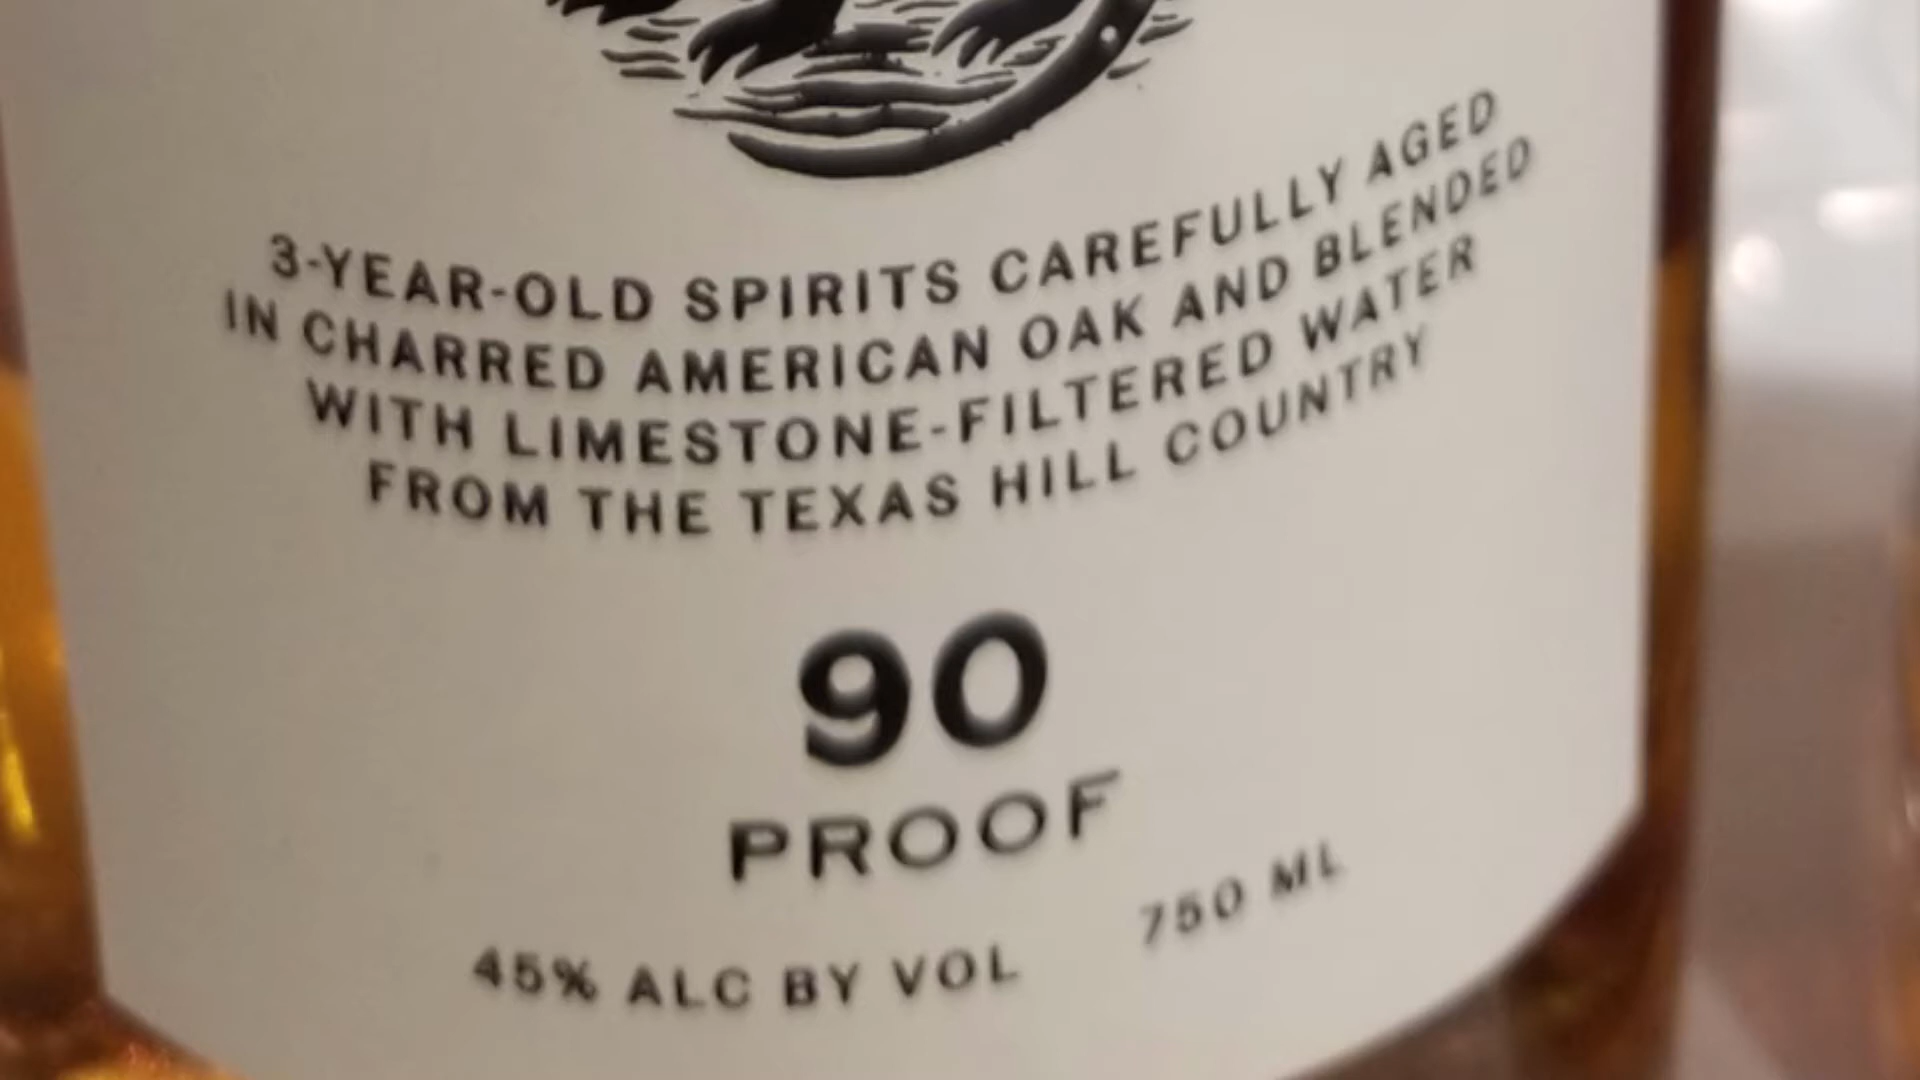 3-YEAR-OLD SPIRITS CAREFULLY AGED
IN CHARRED AMERICAN OAK AND BLENDED
WITH LIMESTONE-FILTERED WATER
FROM THE TEXAS HILL COUNTRY
90
PROOF
45% ALC BY VOL 750 ML